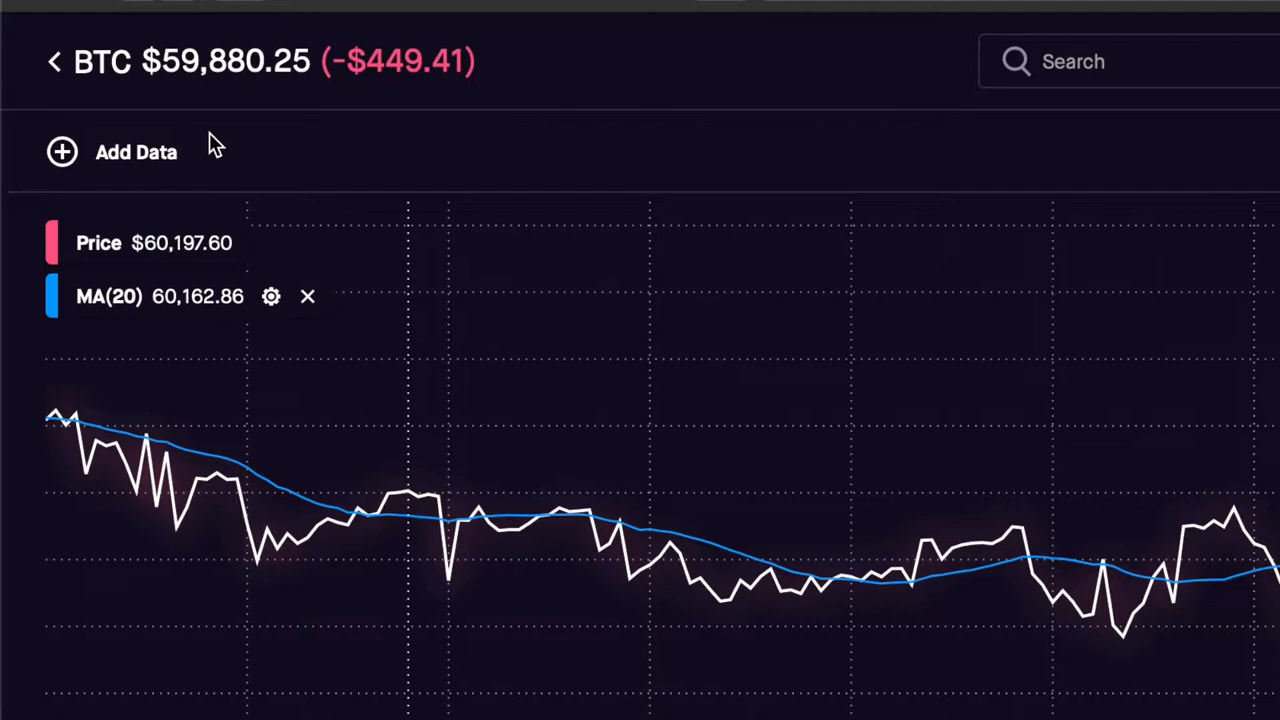 BTC $59,880.25 (-$449.41)
Search
Add Data
Price $60,197.60
MA(20) 60,162.86